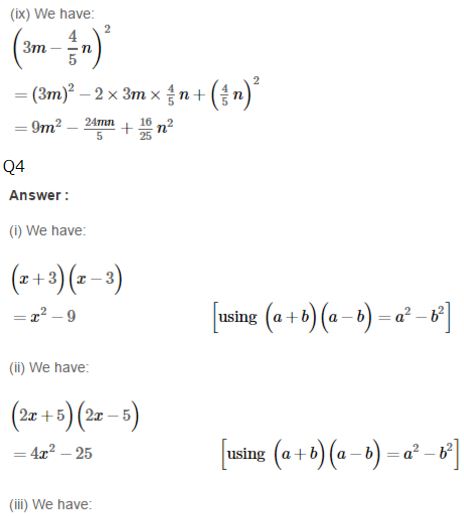 (ix) We have:
(3m − 4/5 n)²
= (3m)² − 2 × 3m × 4/5 n + (4/5 n)²
= 9m² − 24mn/5 + 16/25 n²
Q4
Answer :
(i) We have:
(x + 3)(x − 3)
= x² − 9 [using (a + b)(a − b) = a² − b²]
(ii) We have:
(2x + 5)(2x − 5)
= 4x² − 25 [using (a + b)(a − b) = a² − b²]
(iii) We have: